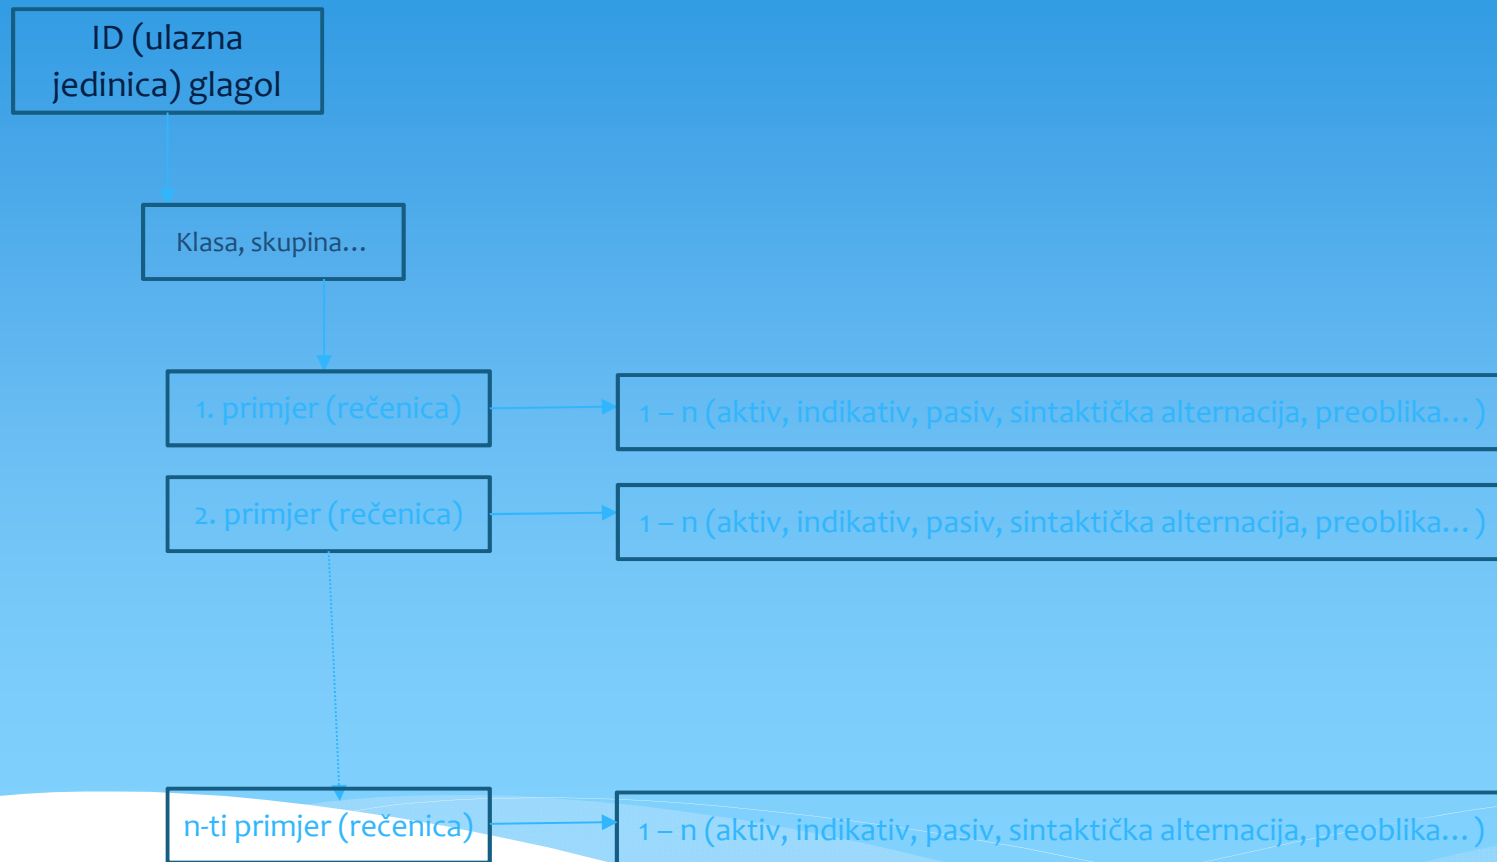 ID (ulazna
jedinica) glagol
Klasa, skupina…
1. primjer (rečenica)
1 – n (aktiv, indikativ, pasiv, sintaktička alternacija, preoblika… )
2. primjer (rečenica)
1 – n (aktiv, indikativ, pasiv, sintaktička alternacija, preoblika… )
n-ti primjer (rečenica)
1 – n (aktiv, indikativ, pasiv, sintaktička alternacija, preoblika… )